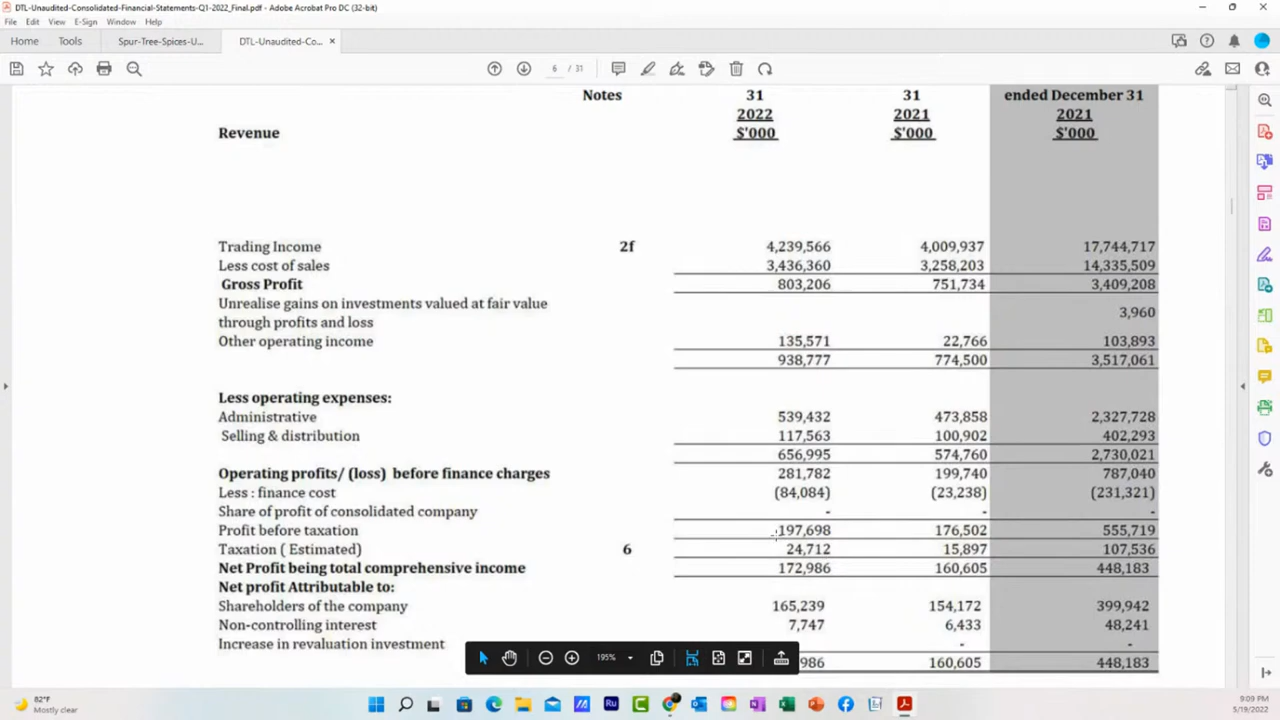 DTL-Unaudited-Consolidated-Financial-Statements-Q1-2022_Final.pdf - Adobe Acrobat Pro DC (32-bit)
File Edit View E-Sign Window Help
Home Tools Spur-Tree-Spices-U... DTL-Unaudited-Co... ×
6 / 31
Notes 31 31 ended December 31
2022 2021 2021
Revenue $'000 $'000 $'000
Trading Income 2f 4,239,566 4,009,937 17,744,717
Less cost of sales 3,436,360 3,258,203 14,335,509
Gross Profit 803,206 751,734 3,409,208
Unrealise gains on investments valued at fair value
through profits and loss 3,960
Other operating income 135,571 22,766 103,893
938,777 774,500 3,517,061
Less operating expenses:
Administrative 539,432 473,858 2,327,728
Selling & distribution 117,563 100,902 402,293
656,995 574,760 2,730,021
Operating profits/ (loss) before finance charges 281,782 199,740 787,040
Less : finance cost (84,084) (23,238) (231,321)
Share of profit of consolidated company - - -
Profit before taxation 197,698 176,502 555,719
Taxation ( Estimated) 6 24,712 15,897 107,536
Net Profit being total comprehensive income 172,986 160,605 448,183
Net profit Attributable to:
Shareholders of the company 165,239 154,172 399,942
Non-controlling interest 7,747 6,433 48,241
Increase in revaluation investment - -
986 160,605 448,183
195%
82°F
Mostly clear
9:09 PM
5/19/2022